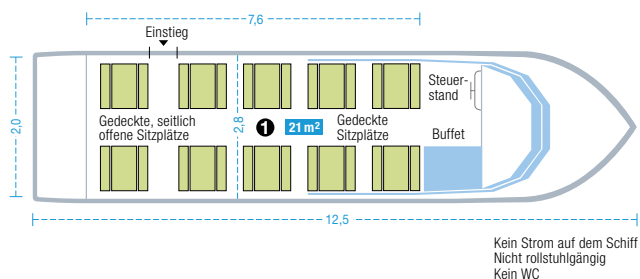 7,6
Einstieg
Steuer-
stand
2,0
Gedeckte, seitlich
offene Sitzplätze
2,8
1
21 m²
Gedeckte
Sitzplätze
Buffet
12,5
Kein Strom auf dem Schiff
Nicht rollstuhlgängig
Kein WC